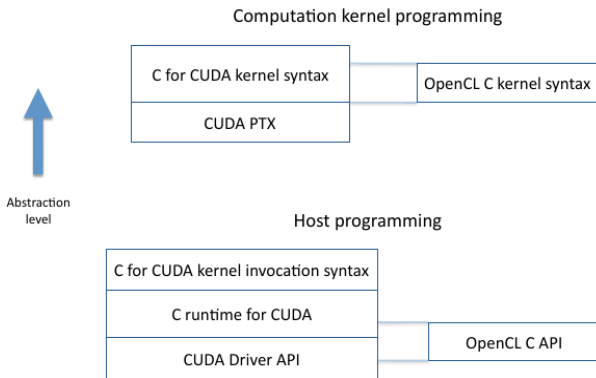 Computation kernel programming
C for CUDA kernel syntax
OpenCL C kernel syntax
CUDA PTX
Abstraction
level
Host programming
C for CUDA kernel invocation syntax
C runtime for CUDA
OpenCL C API
CUDA Driver API